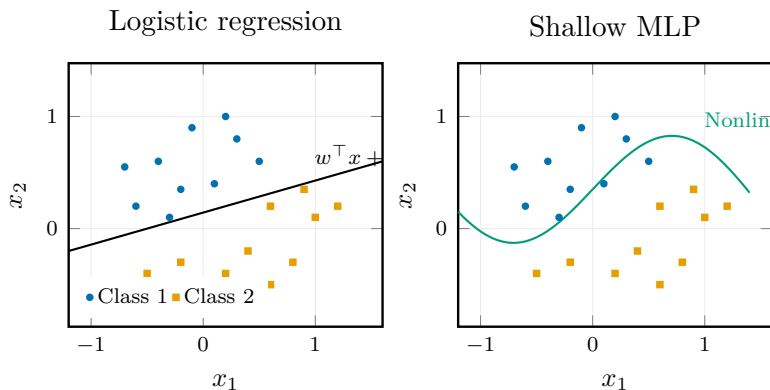 Logistic regression
Shallow MLP
1
0
−1
0
1
x₂
x₁
w⊤x +
Class 1
Class 2
1
0
−1
0
1
x₂
x₁
Nonlin